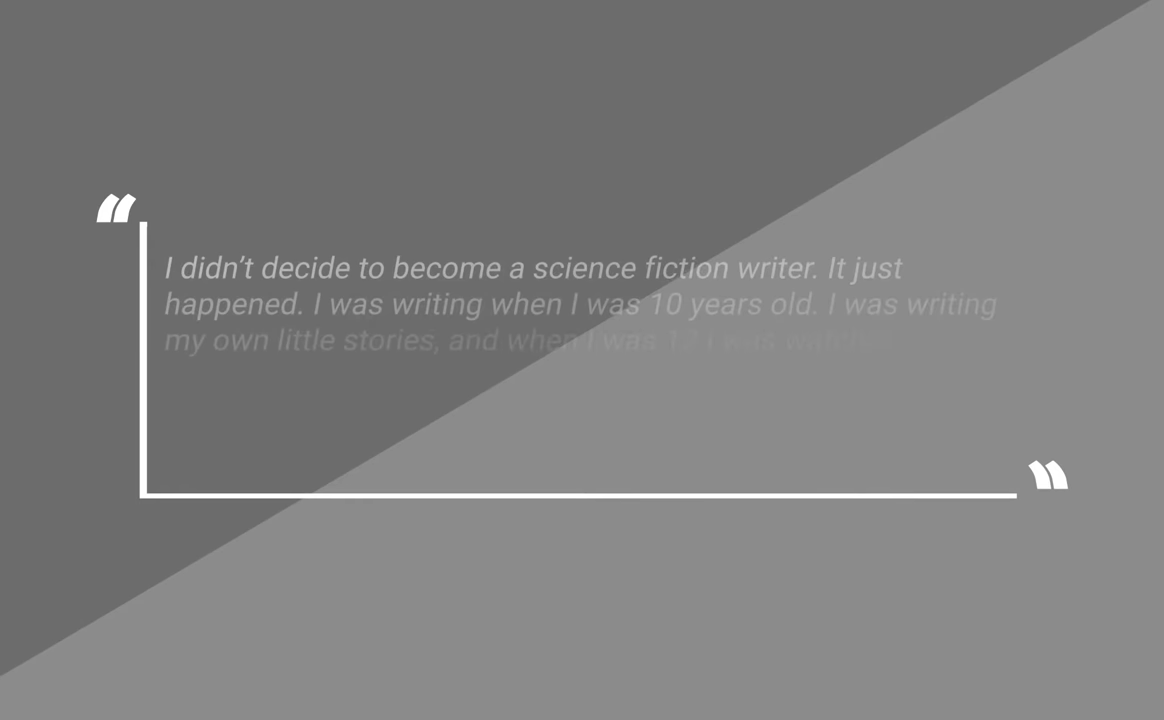 “
I didn’t decide to become a science fiction writer. It just
happened. I was writing when I was 10 years old. I was writing
my own little stories, and when I was I was
”